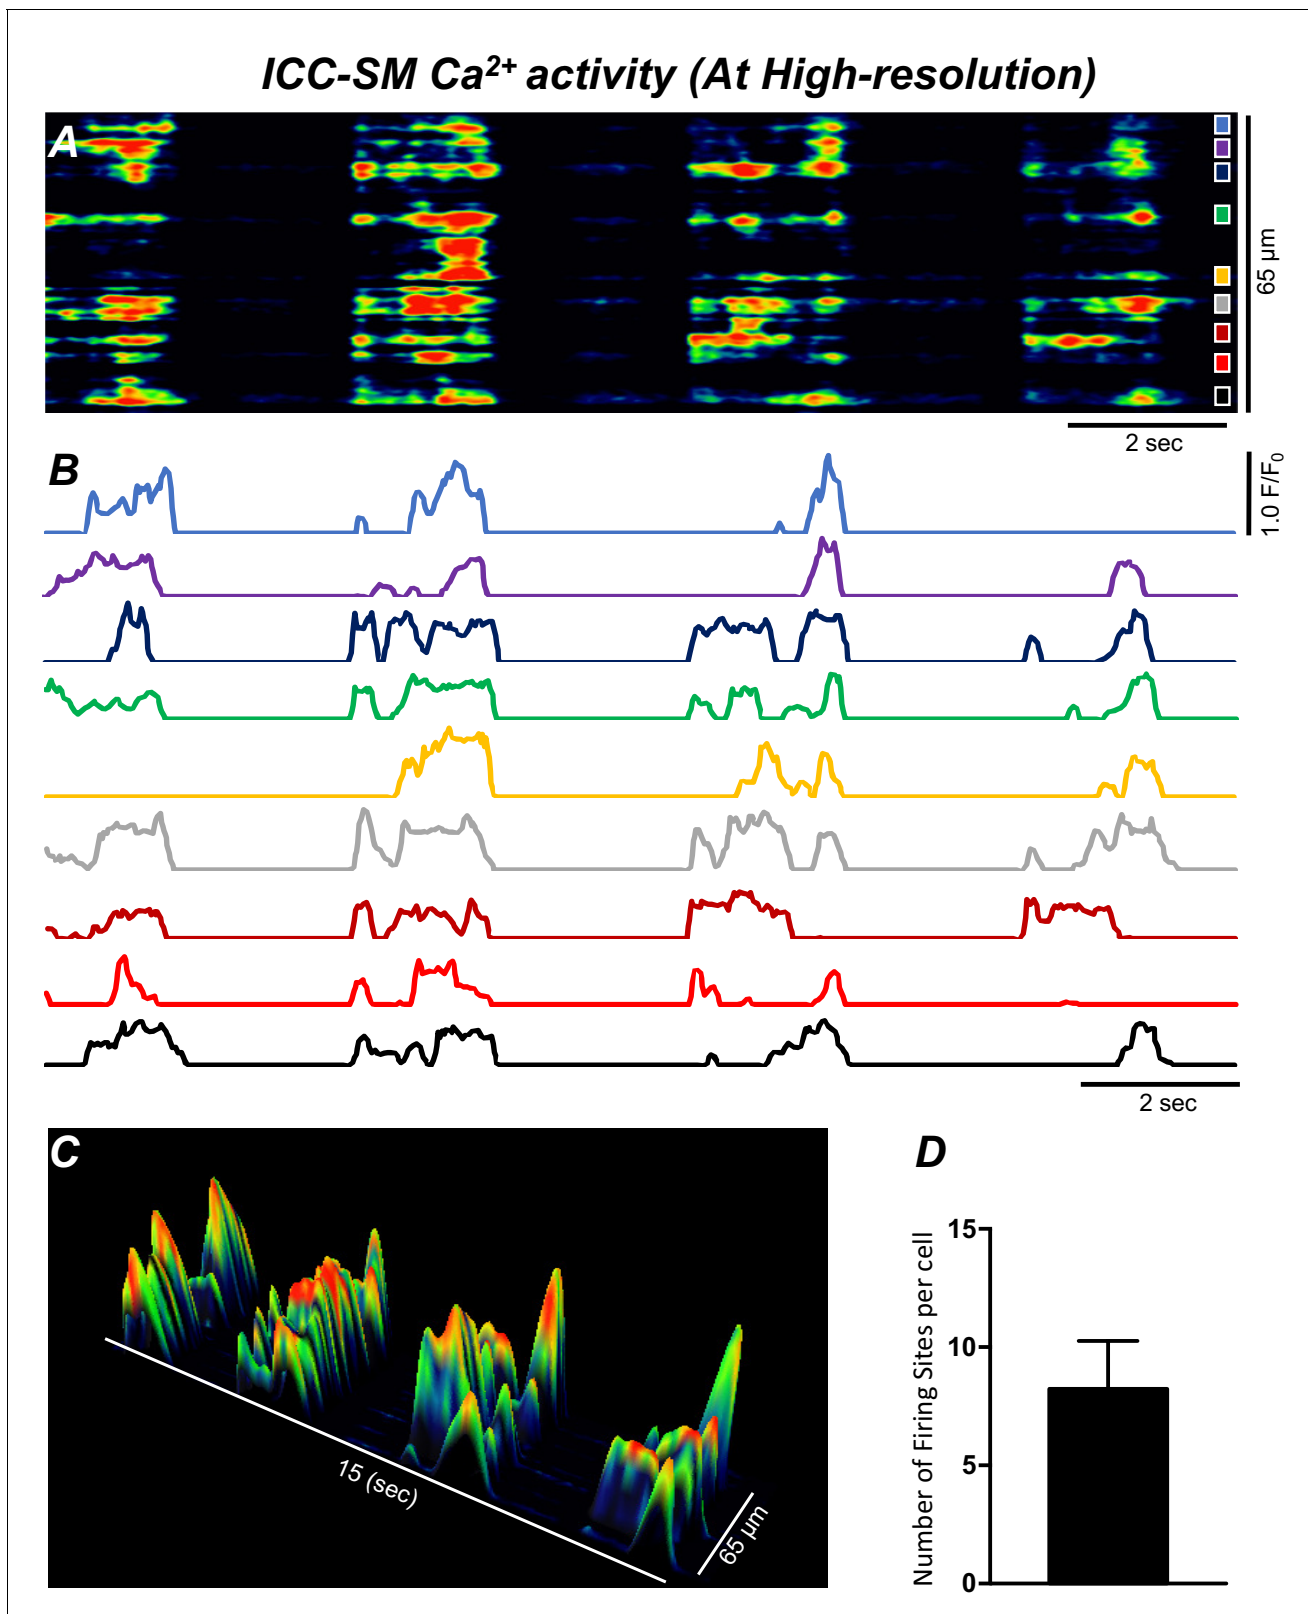 ICC-SM Ca²⁺ activity (At High-resolution)
A
65 µm
2 sec
B
1.0 F/F₀
2 sec
C
15 (sec)
65 µm
D
Number of Firing Sites per cell
15
10
5
0